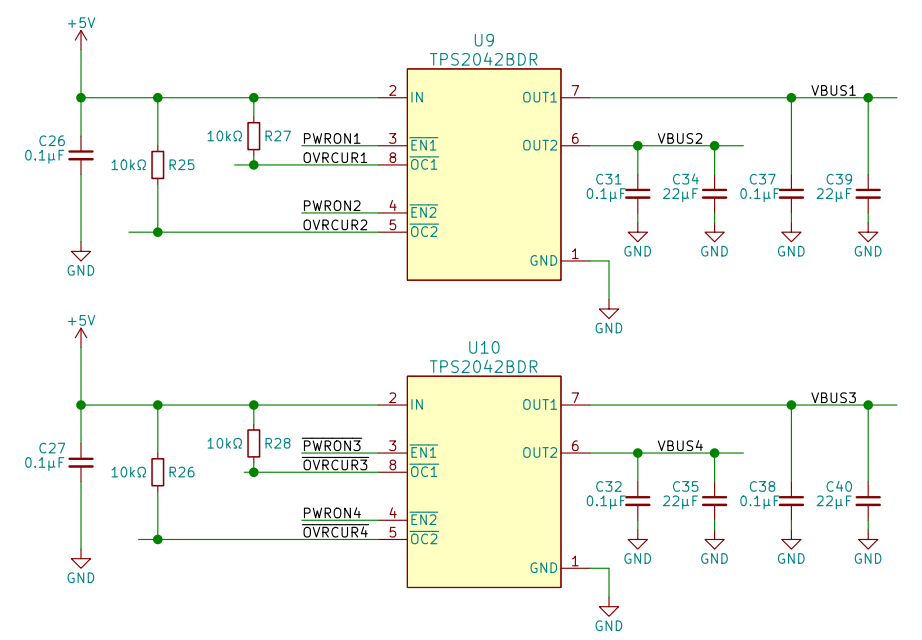 +5V
U9
TPS2042BDR
2 IN OUT1 7 VBUS1
C26
0.1µF
10kΩ R25
10kΩ R27
PWRON1 3 EN1
OVRCUR1 8 OC1
OUT2 6 VBUS2
PWRON2 4 EN2
OVRCUR2 5 OC2
C31
0.1µF
C34
22µF
C37
0.1µF
C39
22µF
GND GND GND GND
GND 1
GND
GND
+5V
U10
TPS2042BDR
2 IN OUT1 7 VBUS3
C27
0.1µF
10kΩ R26
10kΩ R28
PWRON3 3 EN1
OVRCUR3 8 OC1
OUT2 6 VBUS4
PWRON4 4 EN2
OVRCUR4 5 OC2
C32
0.1µF
C35
22µF
C38
0.1µF
C40
22µF
GND GND GND GND
GND 1
GND
GND